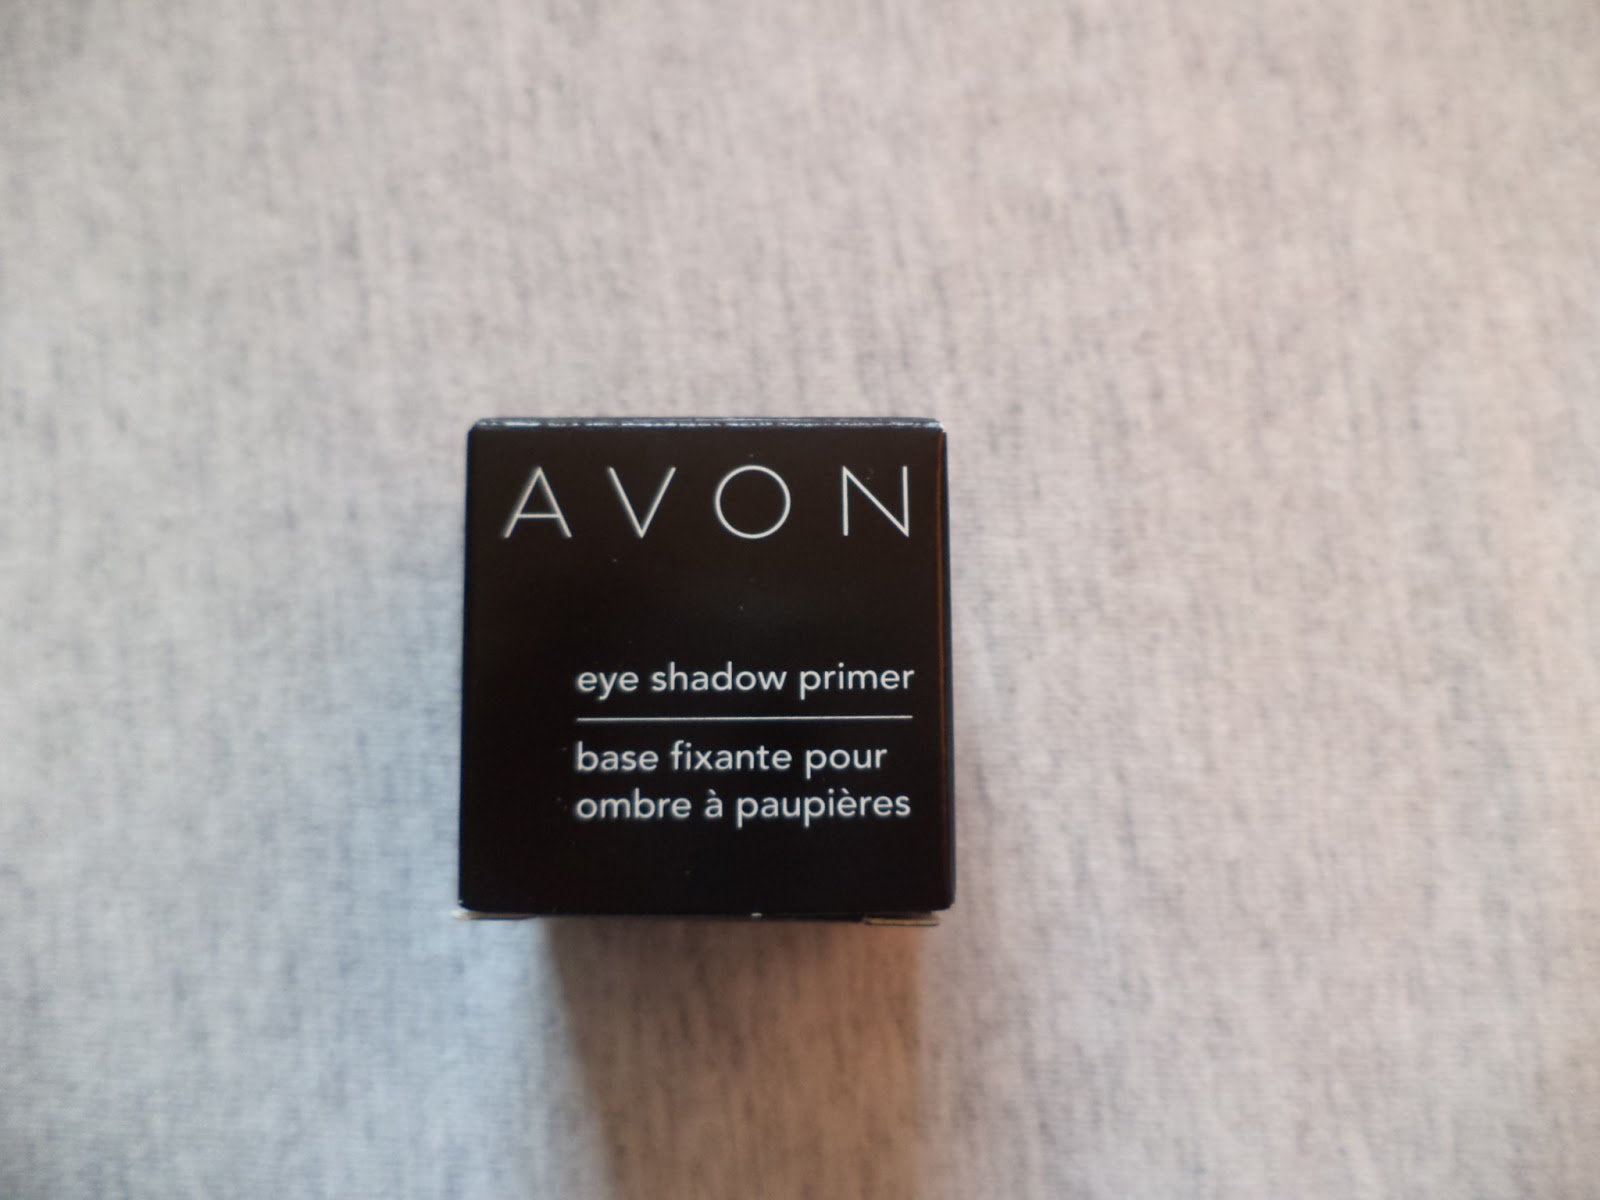 AVON
eye shadow primer
base fixante pour
ombre à paupières